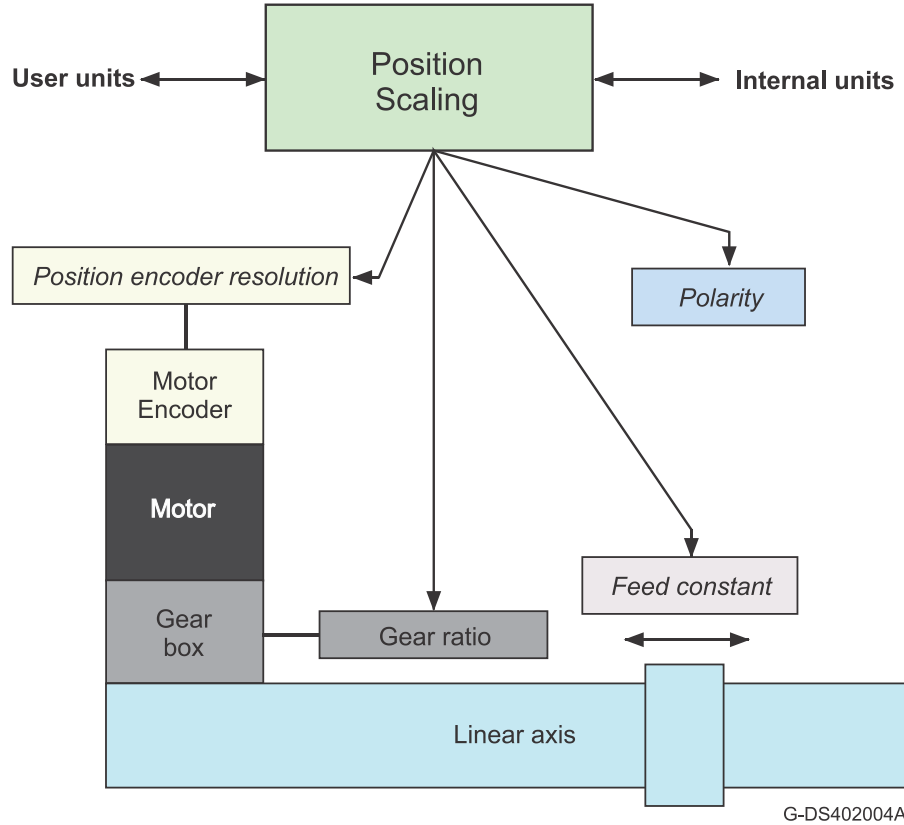 Position
Scaling
User units
Internal units
Position encoder resolution
Polarity
Motor
Encoder
Motor
Feed constant
Gear
box
Gear ratio
Linear axis
G-DS402004A